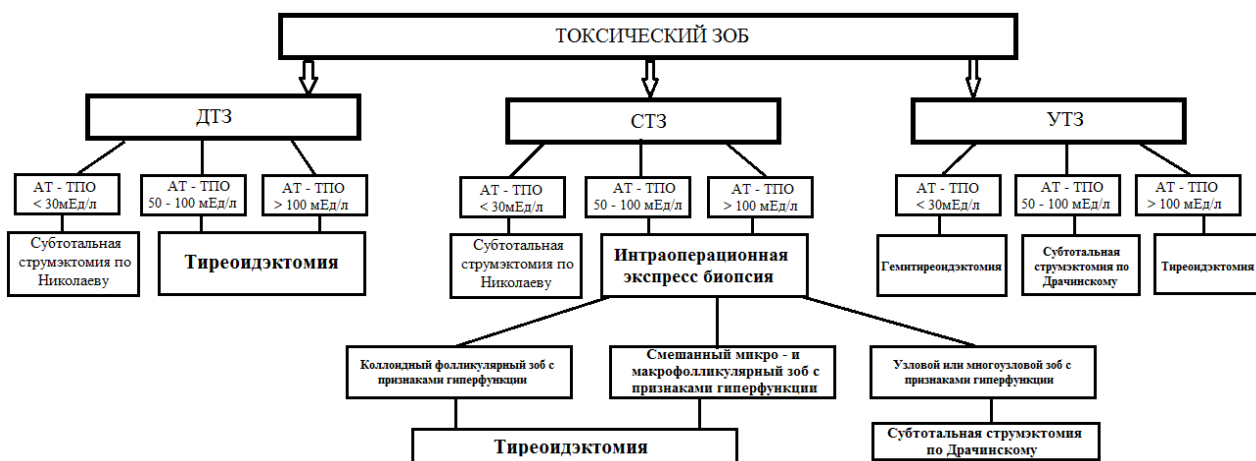 ТОКСИЧЕСКИЙ ЗОБ
ДТЗ
СТЗ
УТЗ
АТ - ТПО
< 30мЕд/л
АТ - ТПО
50 - 100 мЕд/л
АТ - ТПО
> 100 мЕд/л
АТ - ТПО
< 30мЕд/л
АТ - ТПО
50 - 100 мЕд/л
АТ - ТПО
> 100 мЕд/л
АТ - ТПО
< 30мЕд/л
АТ - ТПО
50 - 100 мЕд/л
АТ - ТПО
> 100 мЕд/л
Субтотальная
струмэктомия по
Николаеву
Тиреоидэктомия
Субтотальная
струмэктомия по
Николаеву
Интраоперационная
экспресс биопсия
Гемитиреоидэктомия
Субтотальная
струмэктомия по
Драчинскому
Тиреоидэктомия
Коллоидный фолликулярный зоб с
признаками гиперфункции
Смешанный микро - и
макрофолликулярный зоб с
признаками гиперфункции
Узловой или многоузловой зоб с
признаками гиперфункции
Тиреоидэктомия
Субтотальная струмэктомия
по Драчинскому